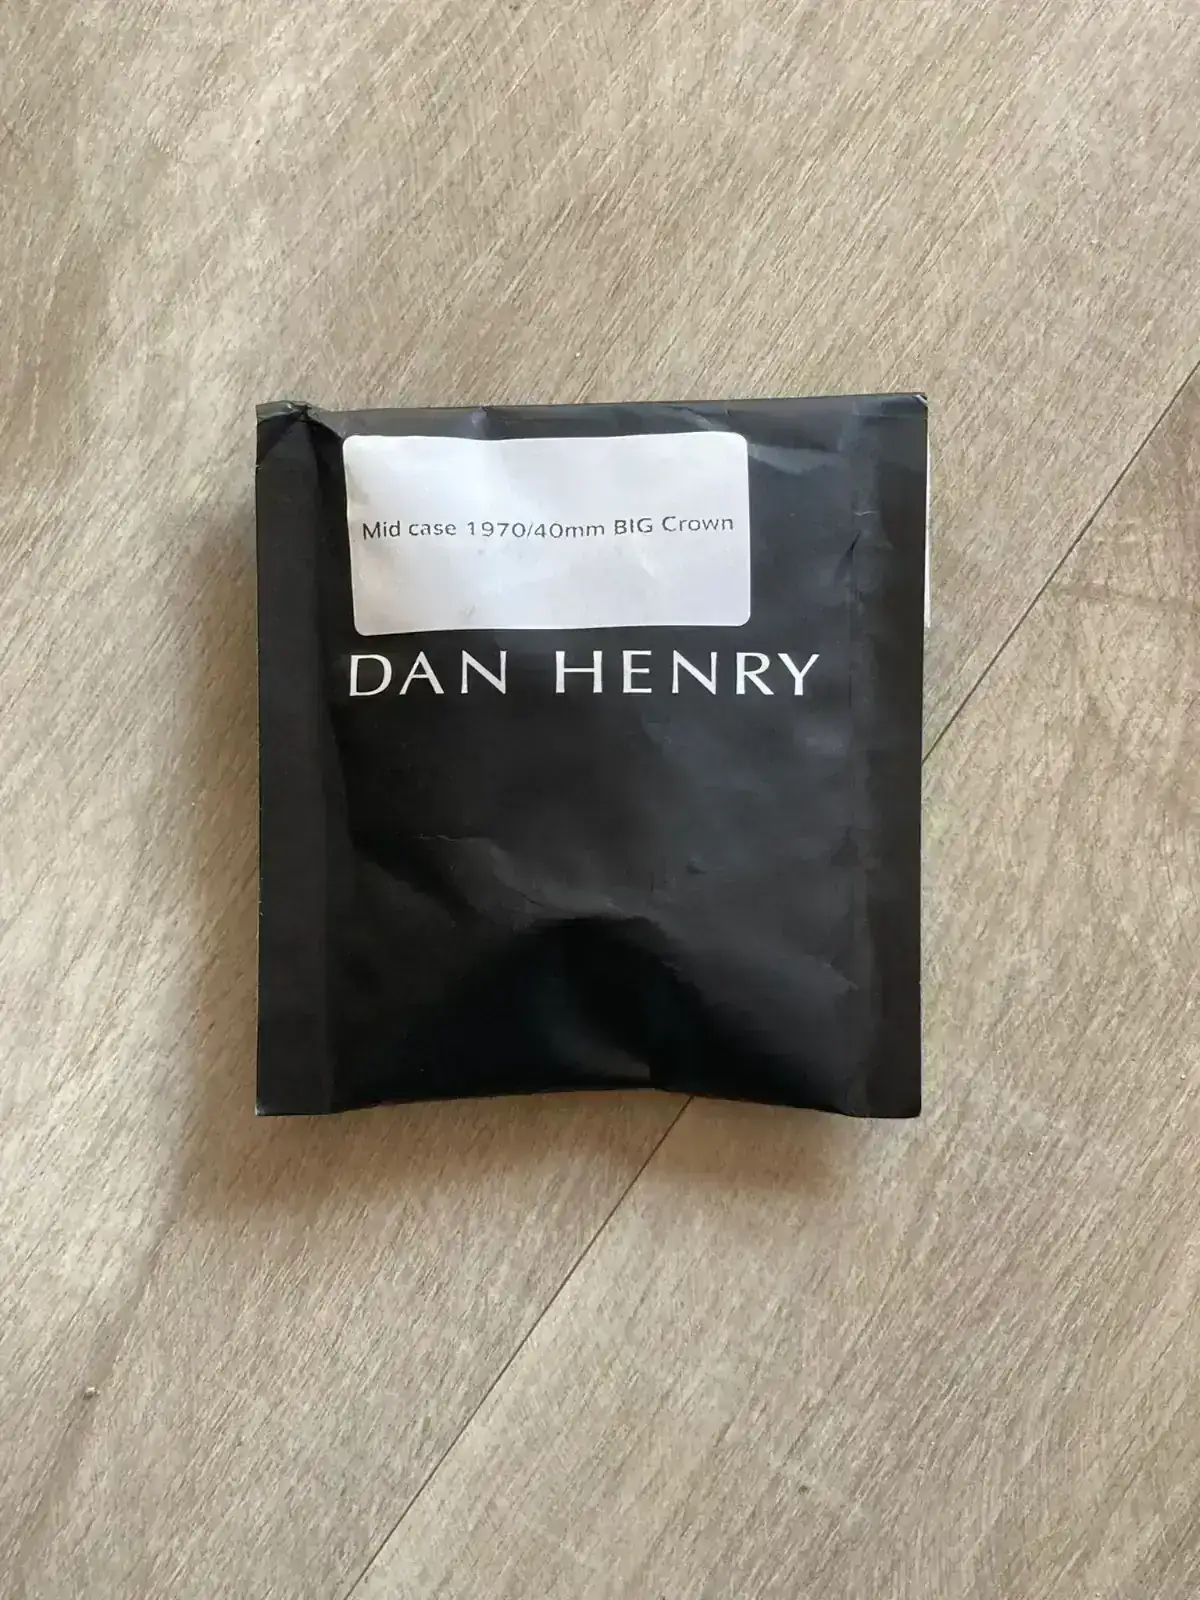 Mid case 1970/40mm BIG Crown
DAN HENRY